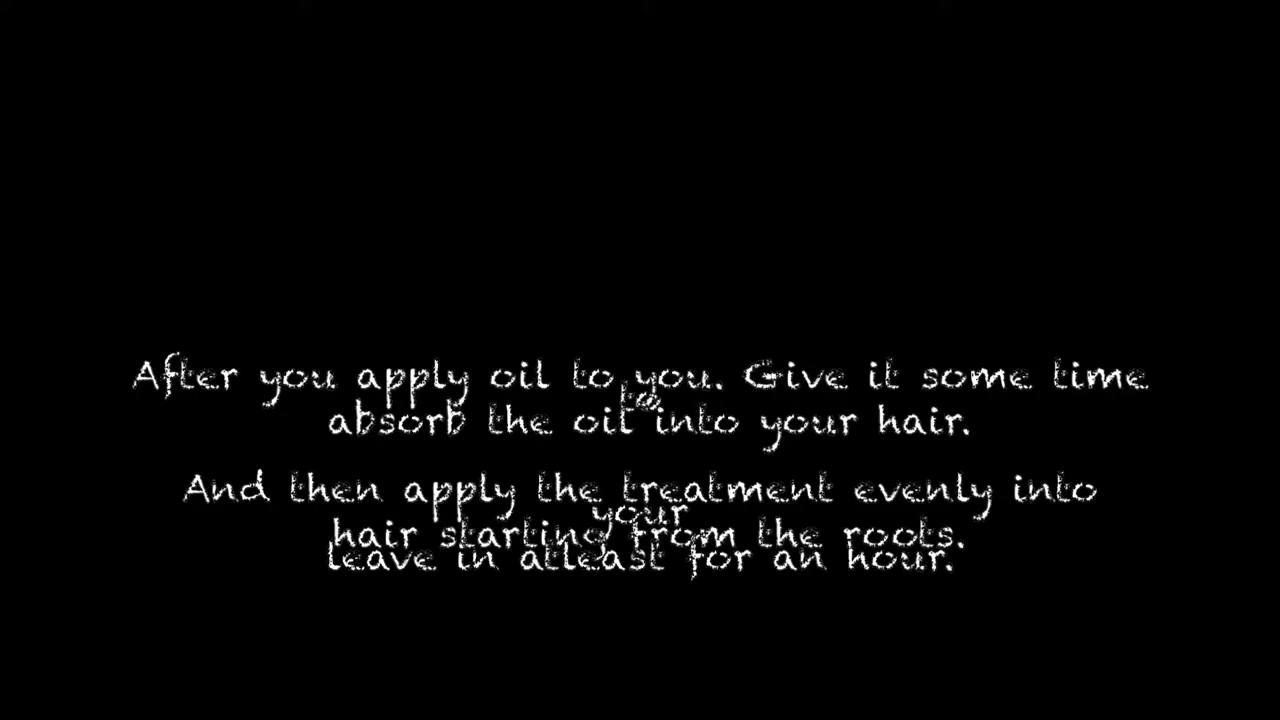 After you apply oil to you. Give it some time
to
absorb the oil into your hair.
And then apply the treatment evenly into
your
hair starting from the roots.
leave in atleast for an hour.